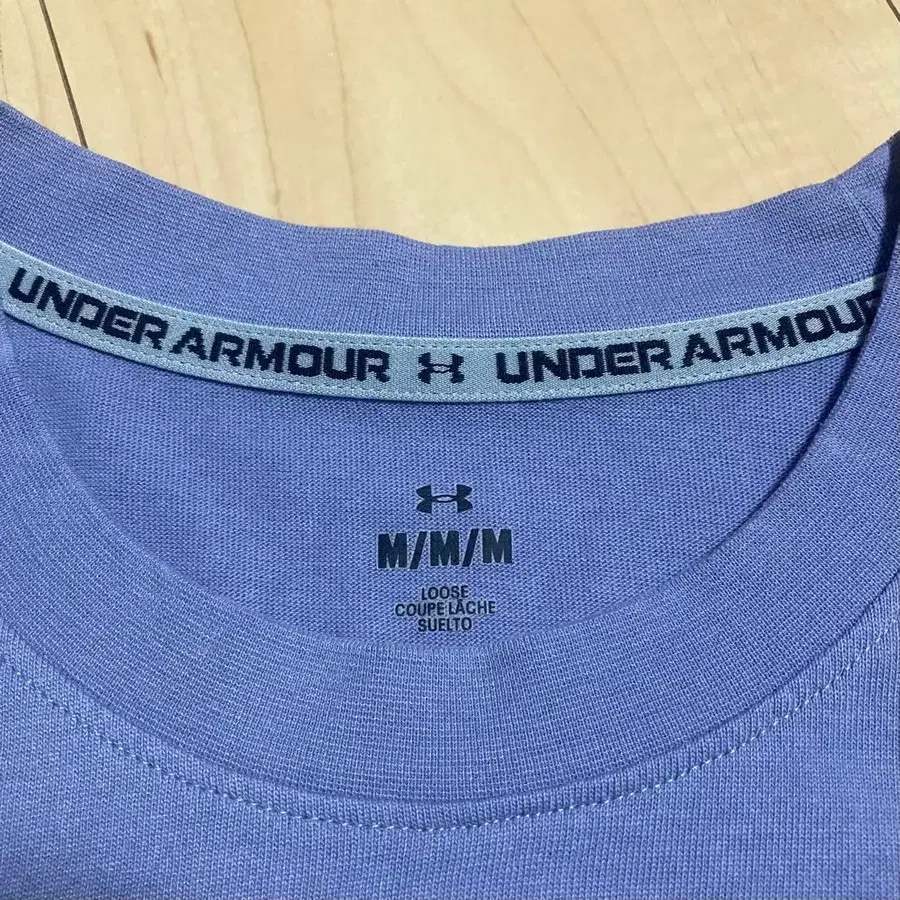 UNDER ARMOUR UNDER ARMOUR
M/M/M
LOOSE
COUPE LÂCHE
SUELTO